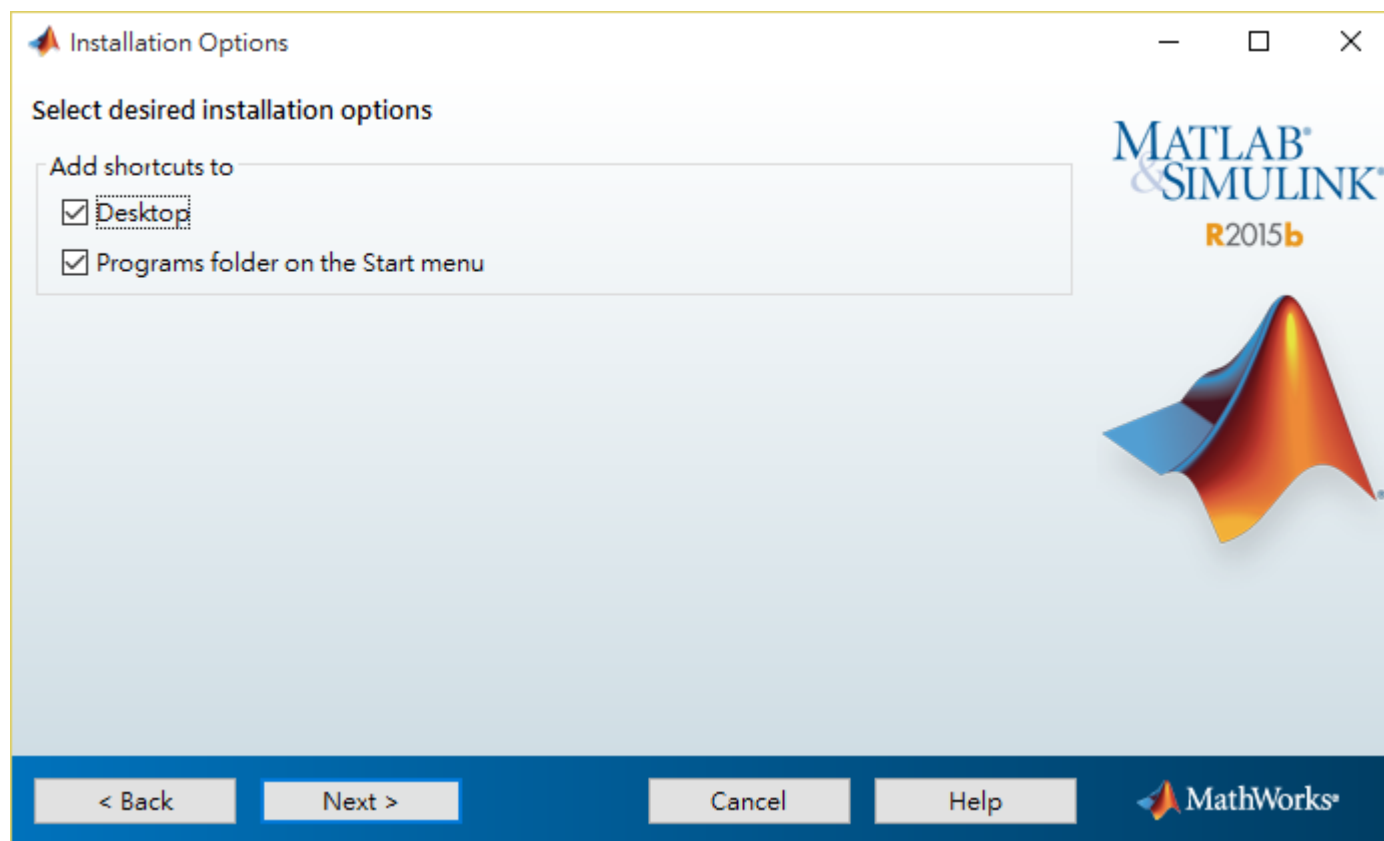 Installation Options
Select desired installation options
Add shortcuts to
Desktop
Programs folder on the Start menu
MATLAB®
&SIMULINK®
R2015b
< Back
Next >
Cancel
Help
MathWorks®